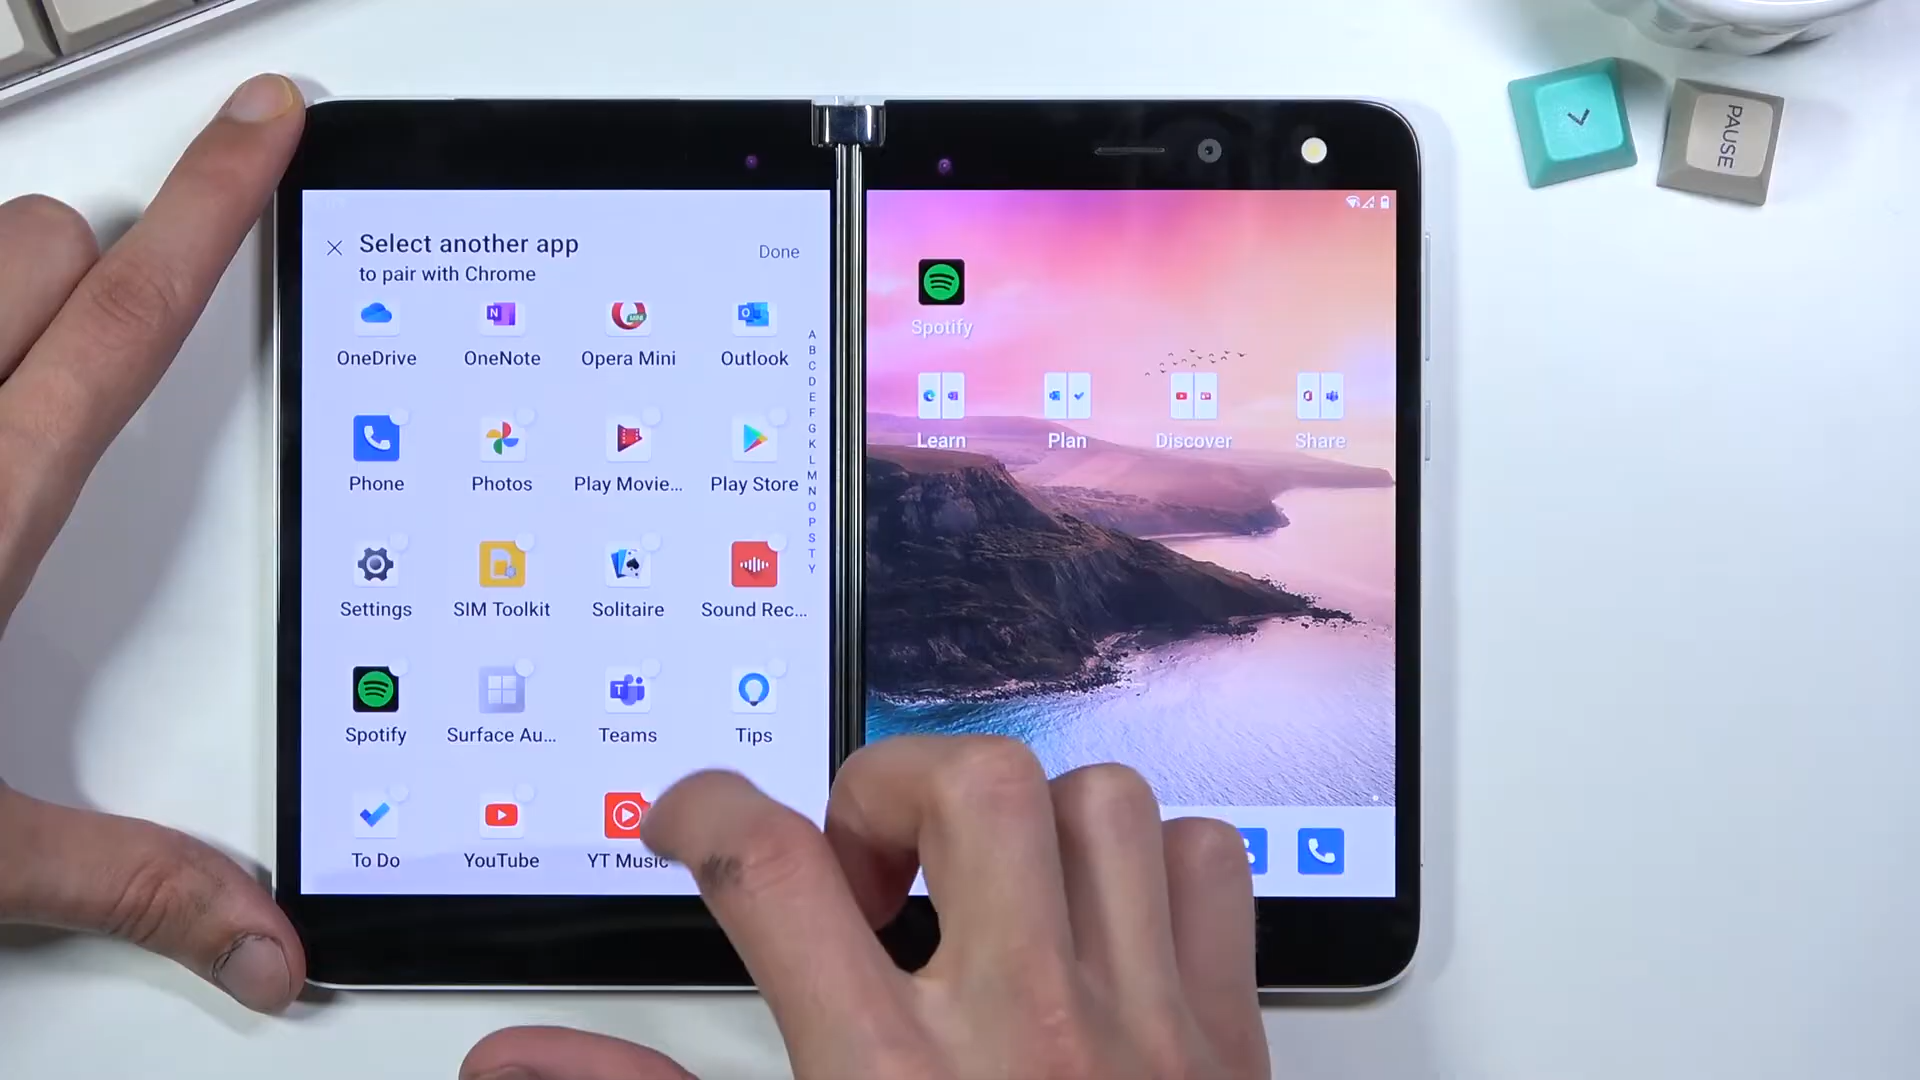 Select another app
to pair with Chrome
Done
OneDrive
OneNote
Opera Mini
Outlook
Phone
Photos
Play Movie...
Play Store
Settings
SIM Toolkit
Solitaire
Sound Rec...
Spotify
Surface Au...
Teams
Tips
To Do
YouTube
YT Music
A
B
C
D
E
F
G
K
L
M
N
O
P
S
T
Y
Spotify
Learn
Plan
Discover
Share
PAUSE